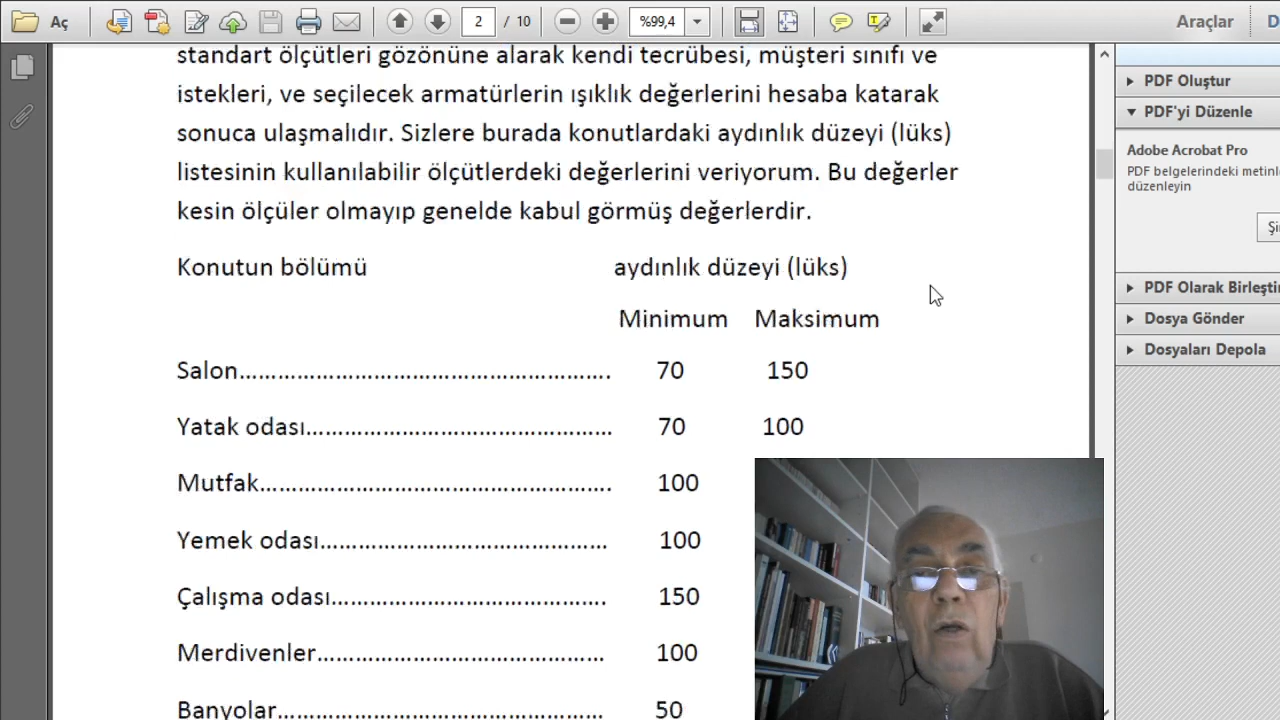 Aç
2 / 10
%99,4
Araçlar
standart ölçütleri gözönüne alarak kendi tecrübesi, müşteri sınıfı ve
istekleri, ve seçilecek armatürlerin ışıklık değerlerini hesaba katarak
sonuca ulaşmalıdır. Sizlere burada konutlardaki aydınlık düzeyi (lüks)
listesinin kullanılabilir ölçütlerdeki değerlerini veriyorum. Bu değerler
kesin ölçüler olmayıp genelde kabul görmüş değerlerdir.
Konutun bölümü aydınlık düzeyi (lüks)
Minimum Maksimum
Salon……………………………………………………. 70 150
Yatak odası…………………………………………… 70 100
Mutfak…………………………………………………. 100
Yemek odası………………………………………… 100
Çalışma odası………………………………………. 150
Merdivenler………………………………………… 100
Banyolar……………………………………………… 50
PDF Oluştur
PDF'yi Düzenle
Adobe Acrobat Pro
PDF belgelerindeki metinl
düzenleyin
PDF Olarak Birleştir
Dosya Gönder
Dosyaları Depola